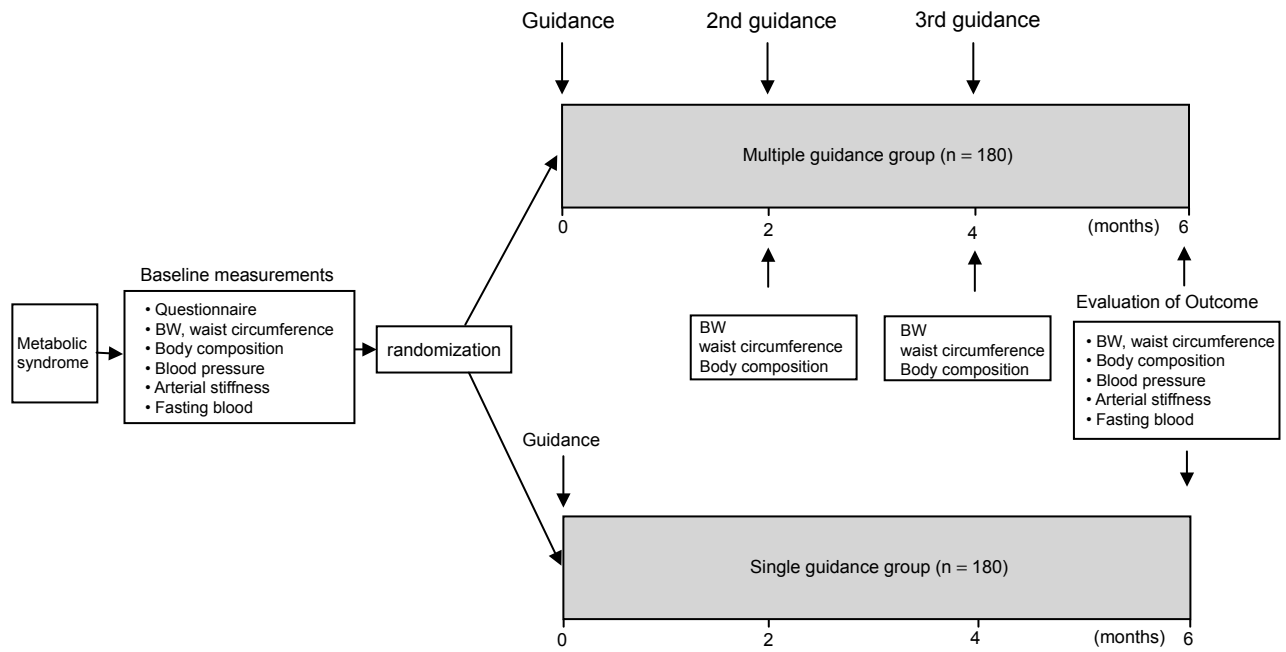 Guidance
2nd guidance
3rd guidance
Multiple guidance group (n = 180)
0
2
4
(months)
6
Baseline measurements
Metabolic
syndrome
• Questionnaire
• BW, waist circumference
• Body composition
• Blood pressure
• Arterial stiffness
• Fasting blood
randomization
BW
waist circumference
Body composition
BW
waist circumference
Body composition
Evaluation of Outcome
• BW, waist circumference
• Body composition
• Blood pressure
• Arterial stiffness
• Fasting blood
Guidance
Single guidance group (n = 180)
0
2
4
(months)
6